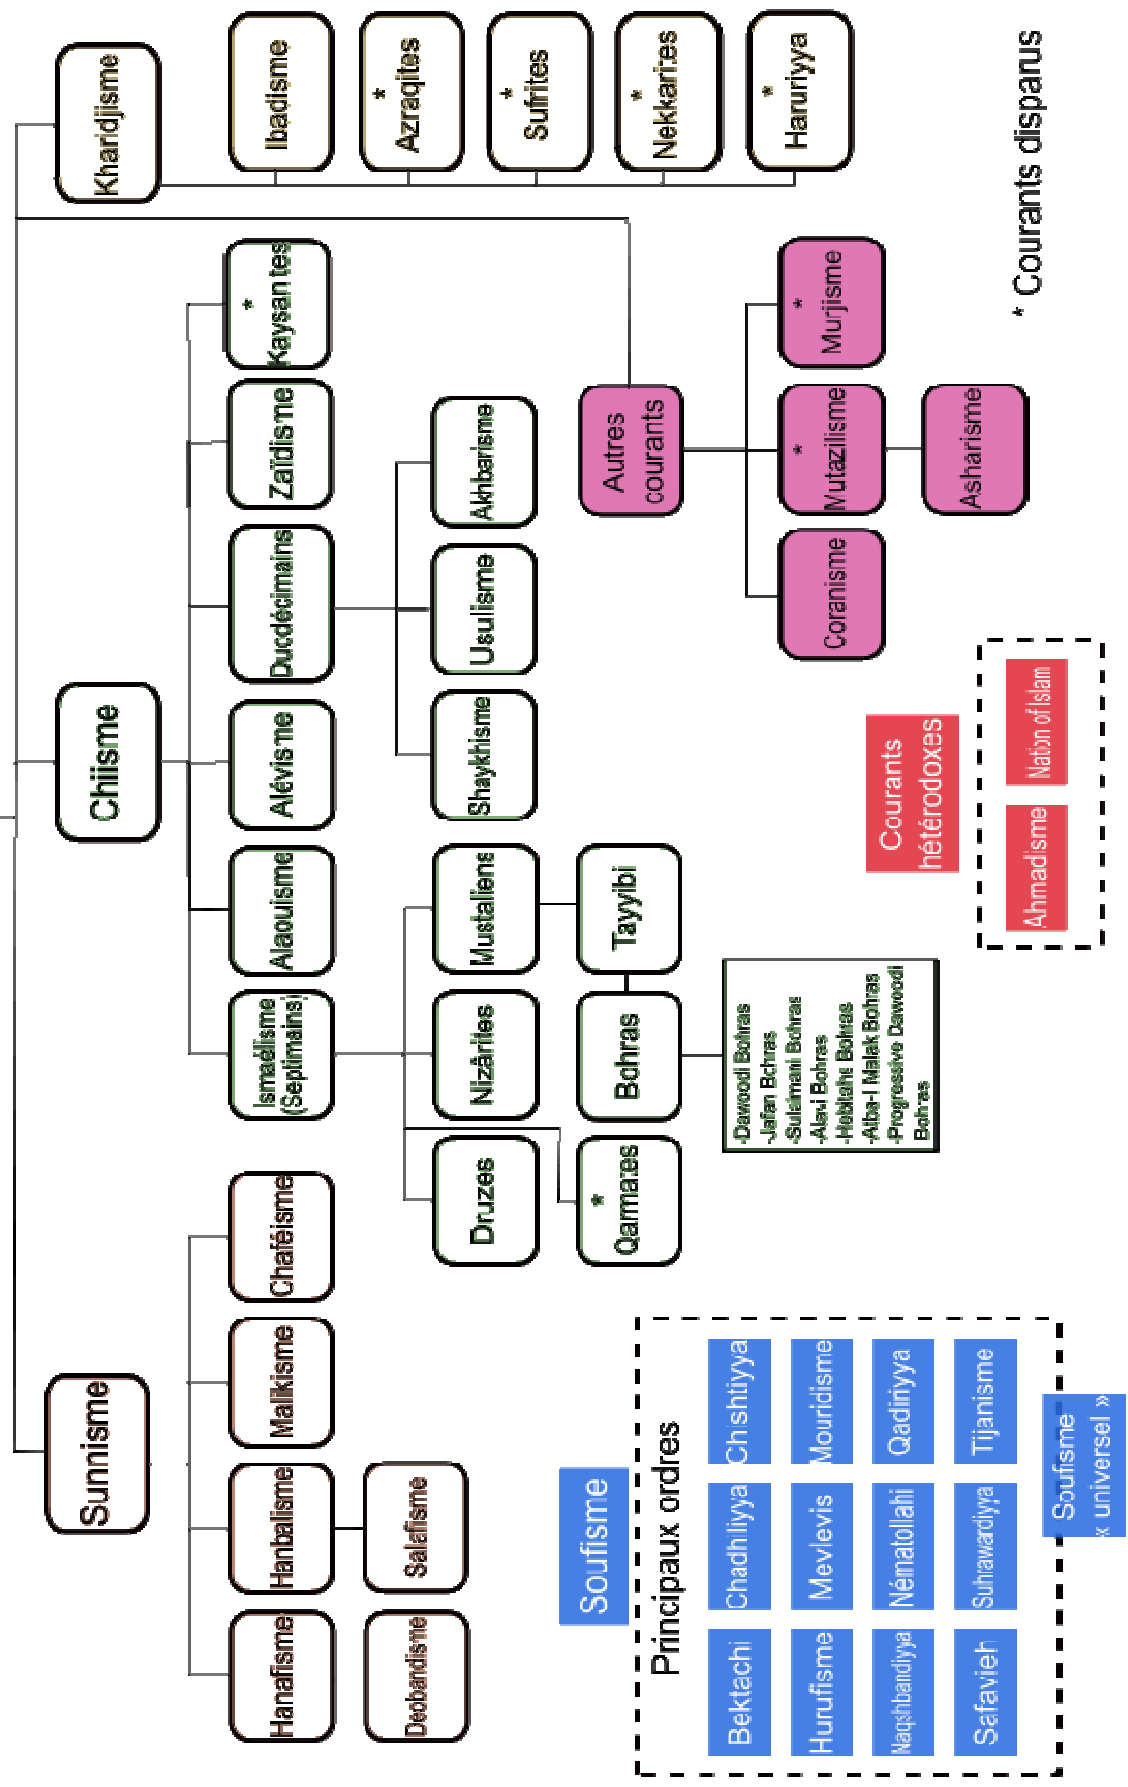 Sunnisme
Chiisme
Kharidjisme
Hanafisme
Hanbalisme
Malikisme
Chaféisme
Ismaélisme
(Septimains)
Alaouisme
Alévisme
Duodécimains
Zaïdisme
*
Kaysanites
Ibadisme
*
Azraqites
*
Sufrites
*
Nekkarites
*
Haruriyya
Deobandisme
Salafisme
Druzes
Nizârites
Mustaliens
Shaykhisme
Usulisme
Akhbarisme
*
Qarmates
Bohras
Tayyibi
-Dawoodi Bohras
-Jafari Bohras
-Sulaimani Bohras
-Alavi Bohras
-Hebtiahs Bohras
-Atba-I Malak Bohras
-Progressive Dawoodi
Bohras
Autres
courants
Coranisme
*
Mutazilisme
*
Murjisme
Asharisme
Soufisme
Principaux ordres
Bektachi
Chadhiliyya
Chishtiyya
Hurufisme
Mevlevis
Mouridisme
Naqshbandiyya
Nématollahi
Qadiriyya
Safavieh
Suhrawardiyya
Tijanisme
Soufisme
« universel »
Courants
hétérodoxes
Ahmadisme
Nation of Islam
* Courants disparus